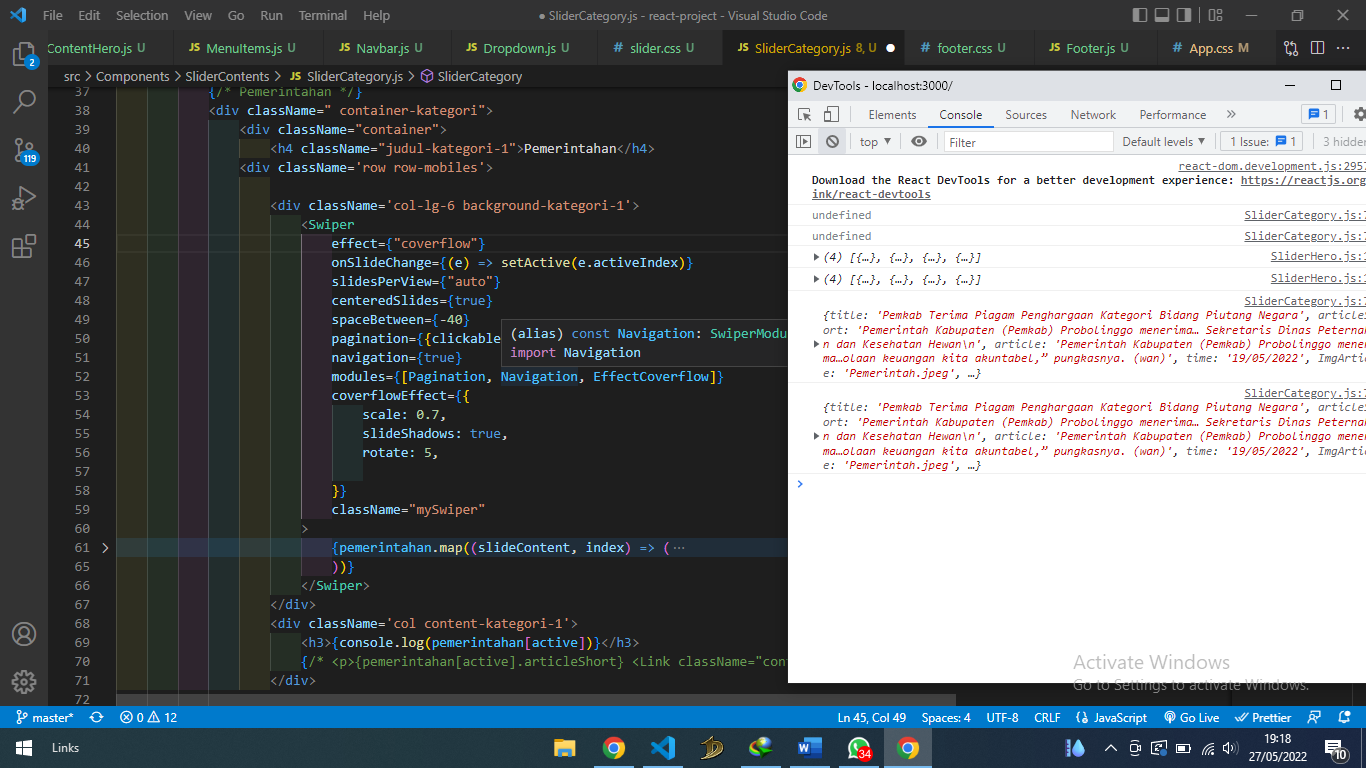 File Edit Selection View Go Run Terminal Help ● SliderCategory.js - react-project - Visual Studio Code
ContentHero.js U JS MenuItems.js U JS Navbar.js U JS Dropdown.js U # slider.css U JS SliderCategory.js 8, U ● # footer.css U JS Footer.js U # App.css M
src > Components > SliderContents > JS SliderCategory.js > SliderCategory
37 {/* Pemerintahan */}
38 <div className=" container-kategori">
39 <div className="container">
40 <h4 className="judul-kategori-1">Pemerintahan</h4>
41 <div className='row row-mobiles'>
42
43 <div className='col-lg-6 background-kategori-1'>
44 <Swiper
45 effect={"coverflow"}
46 onSlideChange={(e) => setActive(e.activeIndex)}
47 slidesPerView={"auto"}
48 centeredSlides={true}
49 spaceBetween={-40}
50 pagination={{clickable
51 navigation={true}
52 modules={[Pagination, Navigation, EffectCoverflow]}
53 coverflowEffect={{
54 scale: 0.7,
55 slideShadows: true,
56 rotate: 5,
57
58 }}
59 className="mySwiper"
60 >
61 {pemerintahan.map((slideContent, index) => ( ⋯
65 ))}
66 </Swiper>
67 </div>
68 <div className='col content-kategori-1'>
69 <h3>{console.log(pemerintahan[active])}</h3>
70 {/* <p>{pemerintahan[active].articleShort} <Link className="con
71 </div>
72
(alias) const Navigation: SwiperModu
import Navigation
DevTools - localhost:3000/
Elements Console Sources Network Performance » 1
top ▼ Filter Default levels ▼ 1 Issue: 1 3 hidden
react-dom.development.js:2957
Download the React DevTools for a better development experience: https://reactjs.org
ink/react-devtools
undefined SliderCategory.js:7
undefined SliderCategory.js:7
(4) [{…}, {…}, {…}, {…}] SliderHero.js:1
(4) [{…}, {…}, {…}, {…}] SliderHero.js:1
SliderCategory.js:7
{title: 'Pemkab Terima Piagam Penghargaan Kategori Bidang Piutang Negara', articleS
ort: 'Pemerintah Kabupaten (Pemkab) Probolinggo menerima… Sekretaris Dinas Peternak
n dan Kesehatan Hewan\n', article: 'Pemerintah Kabupaten (Pemkab) Probolinggo mener
ma…olaan keuangan kita akuntabel,” pungkasnya. (wan)', time: '19/05/2022', ImgArtic
e: 'Pemerintah.jpeg', …}
SliderCategory.js:7
{title: 'Pemkab Terima Piagam Penghargaan Kategori Bidang Piutang Negara', articleS
ort: 'Pemerintah Kabupaten (Pemkab) Probolinggo menerima… Sekretaris Dinas Peternak
n dan Kesehatan Hewan\n', article: 'Pemerintah Kabupaten (Pemkab) Probolinggo mener
ma…olaan keuangan kita akuntabel,” pungkasnya. (wan)', time: '19/05/2022', ImgArtic
e: 'Pemerintah.jpeg', …}
Activate Windows
Go to Settings to activate Windows.
2
119
master* 0 12 Ln 45, Col 49 Spaces: 4 UTF-8 CRLF JavaScript Go Live Prettier
Links 34 19:18
27/05/2022 10